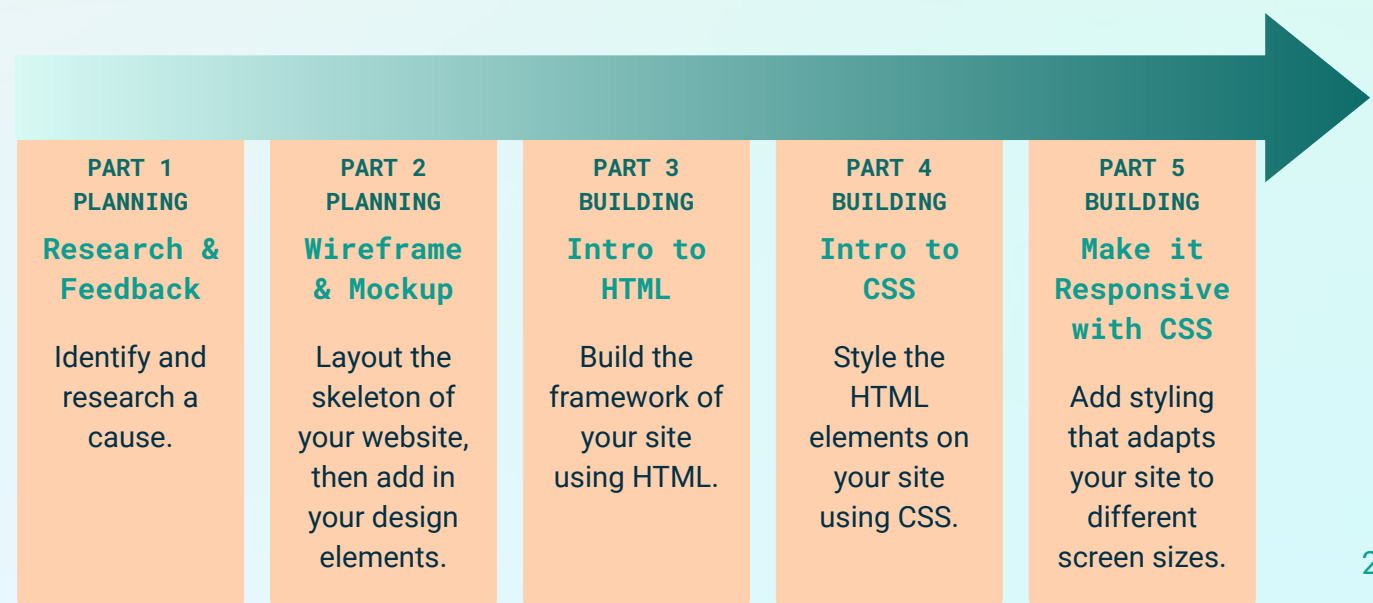 PART 1
PLANNING
Research &
Feedback
Identify and
research a
cause.
PART 2
PLANNING
Wireframe
& Mockup
Layout the
skeleton of
your website,
then add in
your design
elements.
PART 3
BUILDING
Intro to
HTML
Build the
framework of
your site
using HTML.
PART 4
BUILDING
Intro to
CSS
Style the
HTML
elements on
your site
using CSS.
PART 5
BUILDING
Make it
Responsive
with CSS
Add styling
that adapts
your site to
different
screen sizes.
2